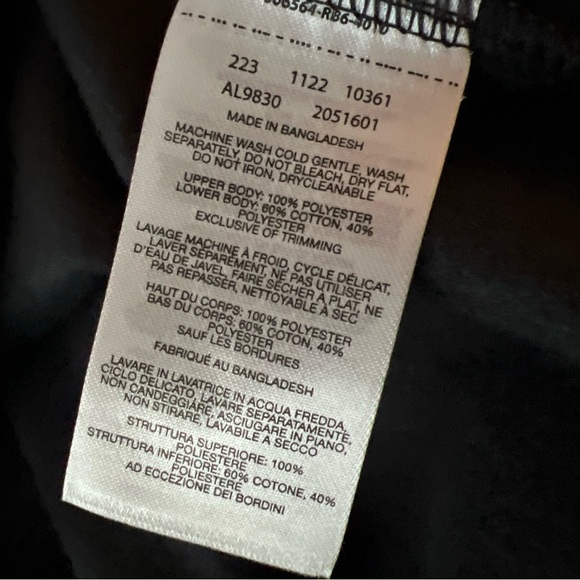 223 1122 10361
AL9830 2051601
MADE IN BANGLADESH
MACHINE WASH COLD GENTLE, WASH
SEPARATELY, DO NOT BLEACH, DRY FLAT,
DO NOT IRON, DRYCLEANABLE
UPPER BODY: 100% POLYESTER
LOWER BODY: 60% COTTON, 40%
POLYESTER
EXCLUSIVE OF TRIMMING
LAVAGE MACHINE À FROID, CYCLE DÉLICAT,
LAVER SÉPARÉMENT, NE PAS UTILISER
D'EAU DE JAVEL, FAIRE SÉCHER À PLAT, NE
PAS REPASSER, NETTOYABLE À SEC
HAUT DU CORPS: 100% POLYESTER
BAS DU CORPS: 60% COTON, 40%
POLYESTER
SAUF LES BORDURES
FABRIQUÉ AU BANGLADESH
LAVARE IN LAVATRICE IN ACQUA FREDDA,
CICLO DELICATO, LAVARE SEPARATAMENTE,
NON CANDEGGIARE, ASCIUGARE IN PIANO,
NON STIRARE, LAVABILE A SECCO
STRUTTURA SUPERIORE: 100%
POLIESTERE
STRUTTURA INFERIORE: 60% COTONE, 40%
POLIESTERE
AD ECCEZIONE DEI BORDINI